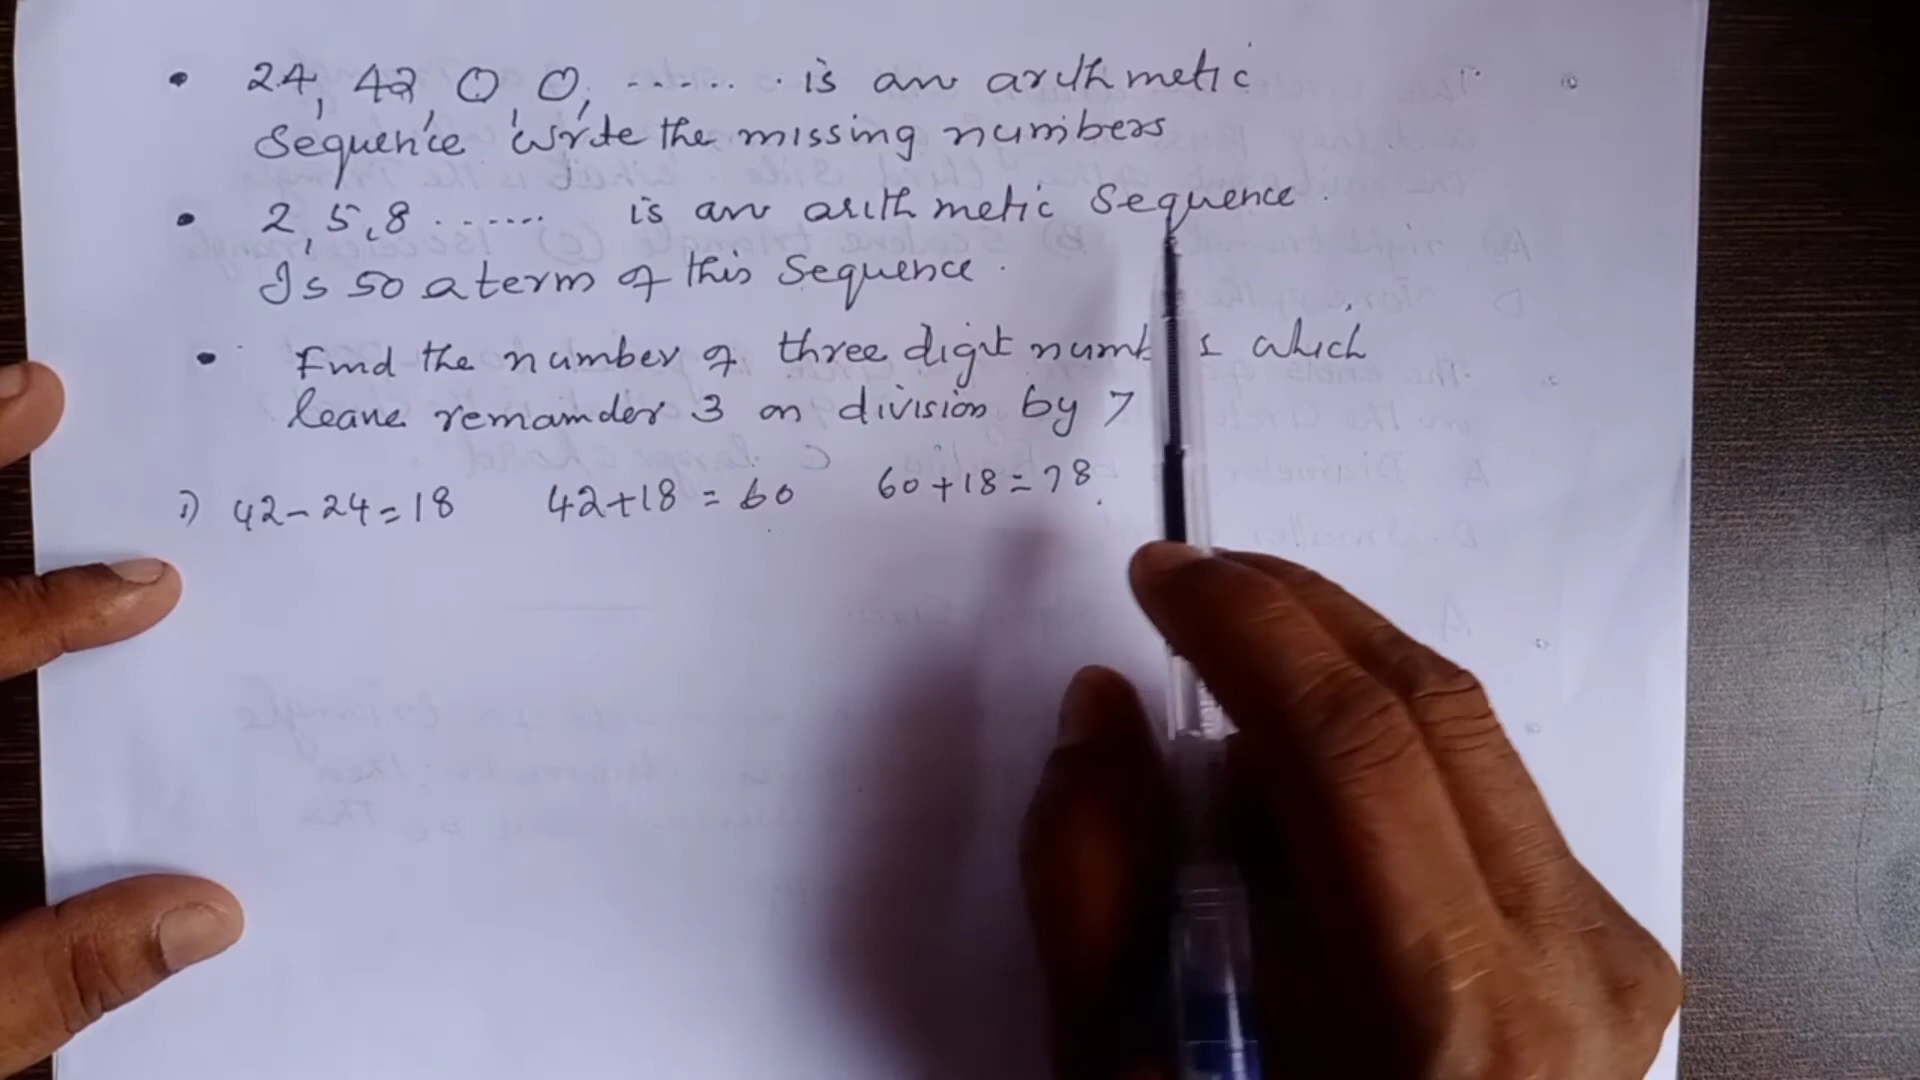 • 24, 42, O, O, ....... is an arithmetic
sequence write the missing numbers
• 2, 5, 8 ....... is an arithmetic sequence.
Is 50 a term of this sequence.
• Find the number of three digit which
leave remainder 3 on division by 7
i) 42-24=18 42+18=60 60+18=78.